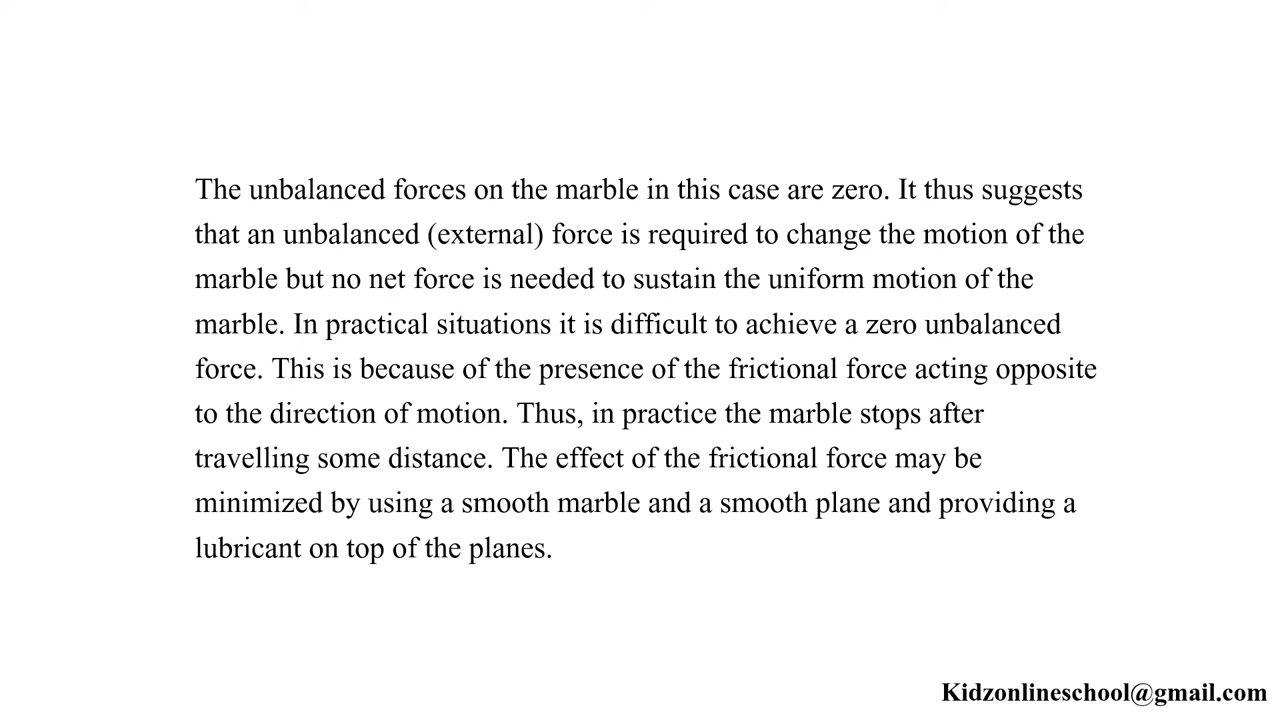 The unbalanced forces on the marble in this case are zero. It thus suggests
that an unbalanced (external) force is required to change the motion of the
marble but no net force is needed to sustain the uniform motion of the
marble. In practical situations it is difficult to achieve a zero unbalanced
force. This is because of the presence of the frictional force acting opposite
to the direction of motion. Thus, in practice the marble stops after
travelling some distance. The effect of the frictional force may be
minimized by using a smooth marble and a smooth plane and providing a
lubricant on top of the planes.
Kidzonlineschool@gmail.com